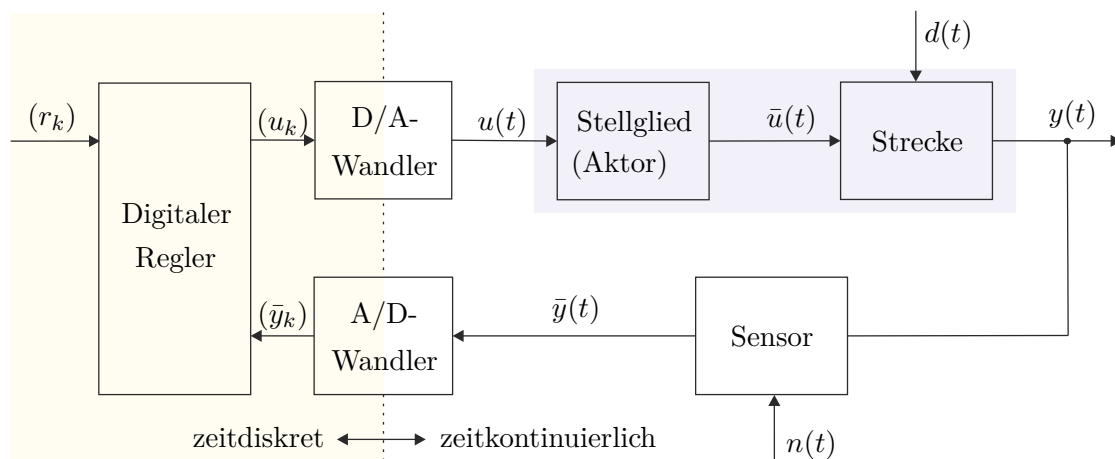 d(t)
(r_k)
(u_k)
D/A-
Wandler
u(t)
Stellglied
(Aktor)
ū(t)
Strecke
y(t)
Digitaler
Regler
(ȳ_k)
A/D-
Wandler
ȳ(t)
Sensor
zeitdiskret
zeitkontinuierlich
n(t)